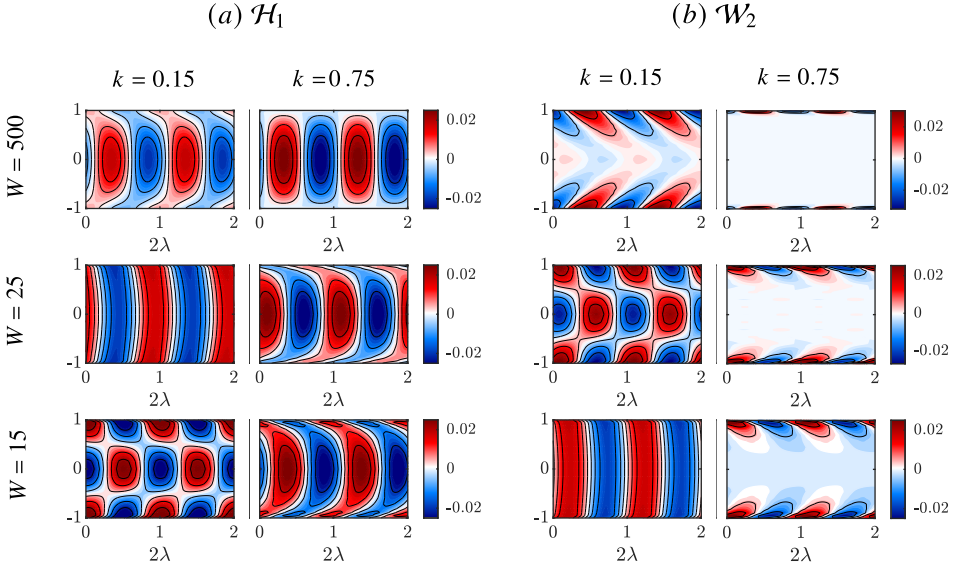 (a) ℋ₁ (b) 𝒲₂
k = 0.15 k = 0.75 k = 0.15 k = 0.75
W = 500
1 0 -1 0 1 2 2λ 0 1 2 2λ 0.02 0 -0.02 1 0 -1 0 1 2 2λ 0 1 2 2λ 0.02 0 -0.02
W = 25
1 0 -1 0 1 2 2λ 0 1 2 2λ 0.02 0 -0.02 1 0 -1 0 1 2 2λ 0 1 2 2λ 0.02 0 -0.02
W = 15
1 0 -1 0 1 2 2λ 0 1 2 2λ 0.02 0 -0.02 1 0 -1 0 1 2 2λ 0 1 2 2λ 0.02 0 -0.02